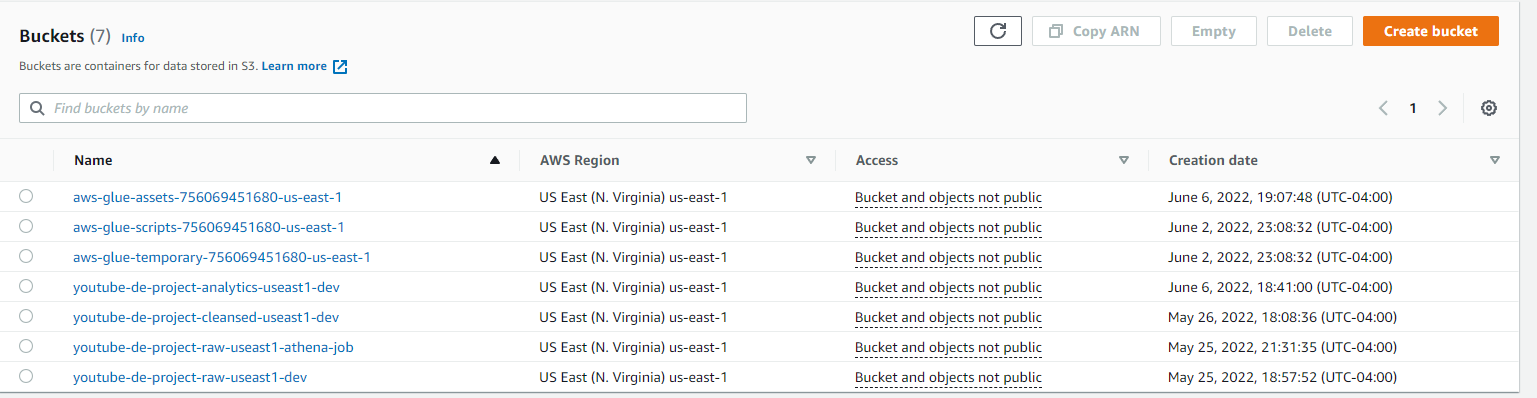 Buckets (7) Info
Copy ARN Empty Delete Create bucket
Buckets are containers for data stored in S3. Learn more
Find buckets by name
1
Name AWS Region Access Creation date
aws-glue-assets-756069451680-us-east-1 US East (N. Virginia) us-east-1 Bucket and objects not public June 6, 2022, 19:07:48 (UTC-04:00)
aws-glue-scripts-756069451680-us-east-1 US East (N. Virginia) us-east-1 Bucket and objects not public June 2, 2022, 23:08:32 (UTC-04:00)
aws-glue-temporary-756069451680-us-east-1 US East (N. Virginia) us-east-1 Bucket and objects not public June 2, 2022, 23:08:32 (UTC-04:00)
youtube-de-project-analytics-useast1-dev US East (N. Virginia) us-east-1 Bucket and objects not public June 6, 2022, 18:41:00 (UTC-04:00)
youtube-de-project-cleansed-useast1-dev US East (N. Virginia) us-east-1 Bucket and objects not public May 26, 2022, 18:08:36 (UTC-04:00)
youtube-de-project-raw-useast1-athena-job US East (N. Virginia) us-east-1 Bucket and objects not public May 25, 2022, 21:31:35 (UTC-04:00)
youtube-de-project-raw-useast1-dev US East (N. Virginia) us-east-1 Bucket and objects not public May 25, 2022, 18:57:52 (UTC-04:00)